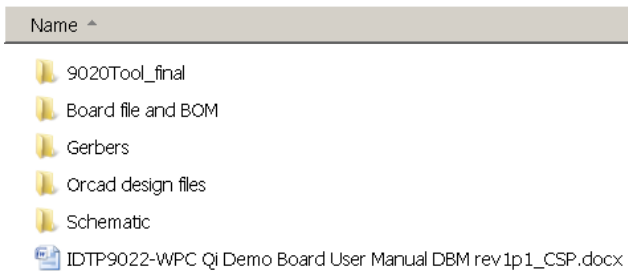 Name
9020Tool_final
Board file and BOM
Gerbers
Orcad design files
Schematic
IDTP9022-WPC Qi Demo Board User Manual DBM rev1p1_CSP.docx